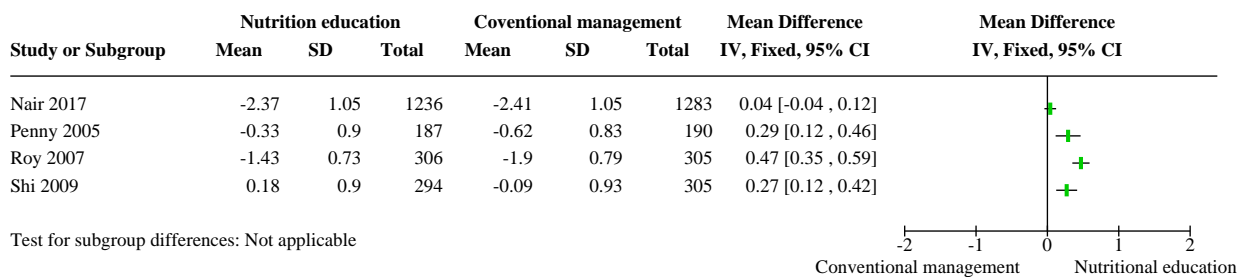 Nutrition education Coventional management Mean Difference Mean Difference
Study or Subgroup Mean SD Total Mean SD Total IV, Fixed, 95% CI IV, Fixed, 95% CI
Nair 2017 -2.37 1.05 1236 -2.41 1.05 1283 0.04 [-0.04 , 0.12]
Penny 2005 -0.33 0.9 187 -0.62 0.83 190 0.29 [0.12 , 0.46]
Roy 2007 -1.43 0.73 306 -1.9 0.79 305 0.47 [0.35 , 0.59]
Shi 2009 0.18 0.9 294 -0.09 0.93 305 0.27 [0.12 , 0.42]
Test for subgroup differences: Not applicable
-2 -1 0 1 2
Conventional management Nutritional education